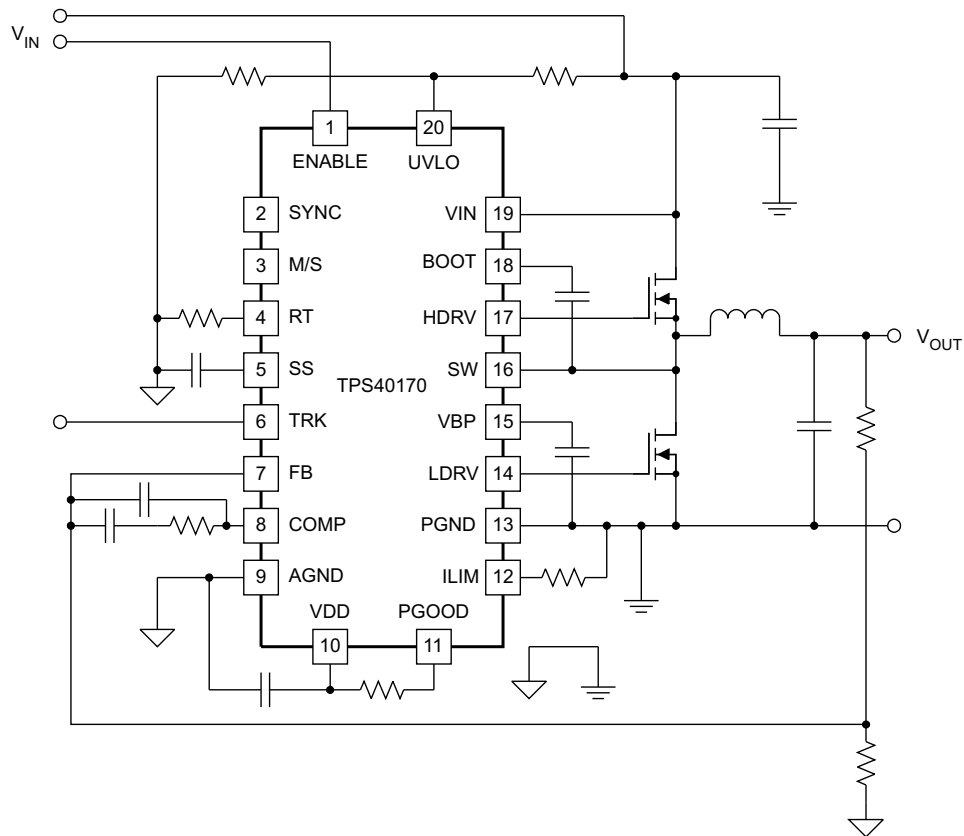 V_IN
1
20
ENABLE
UVLO
2
SYNC
VIN
19
3
M/S
BOOT
18
4
RT
HDRV
17
5
SS
SW
16
TPS40170
6
TRK
VBP
15
V_OUT
7
FB
LDRV
14
8
COMP
PGND
13
9
AGND
ILIM
12
VDD
PGOOD
10
11